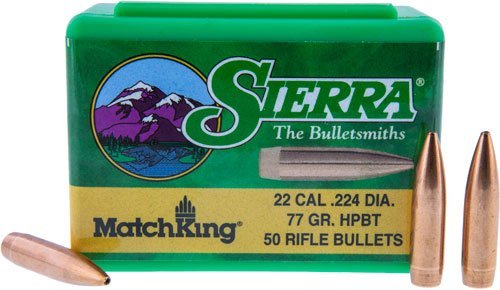 SIERRA®
The Bulletsmiths
22 CAL .224 DIA.
77 GR. HPBT
50 RIFLE BULLETS
MatchKing®